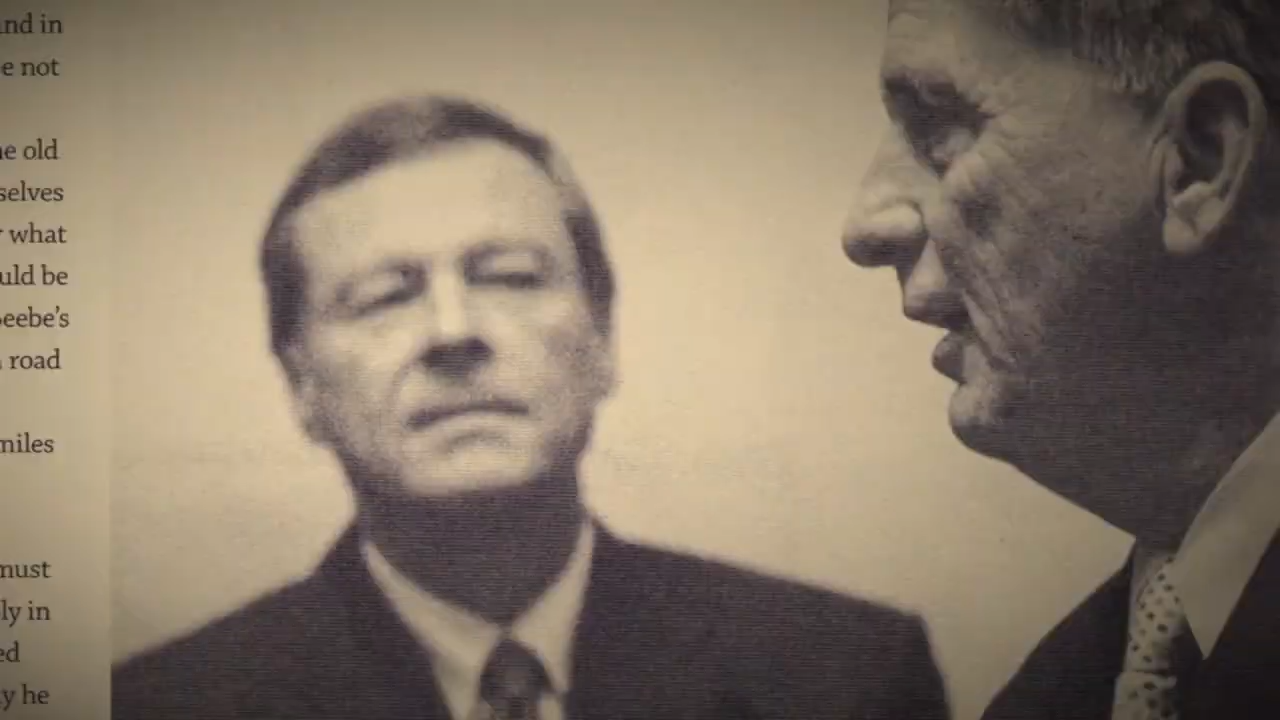 and in
e not
he old
selves
what
uld be
Beebe's
road
miles
must
ly in
ed
y he